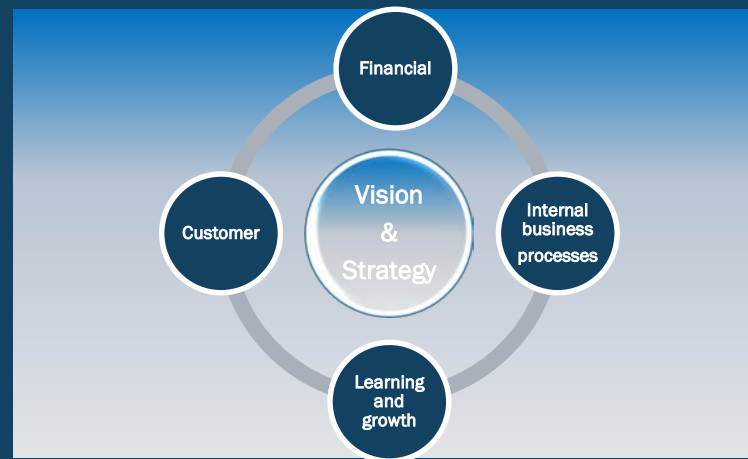 Financial
Customer
Vision
&
Strategy
Internal
business
processes
Learning
and
growth